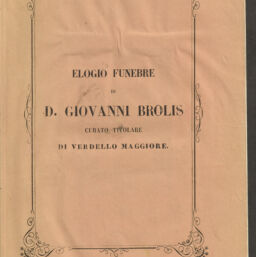 ELOGIO FUNEBRE
DI
D. GIOVANNI BROLIS
CURATO TITOLARE
DI VERDELLO MAGGIORE.